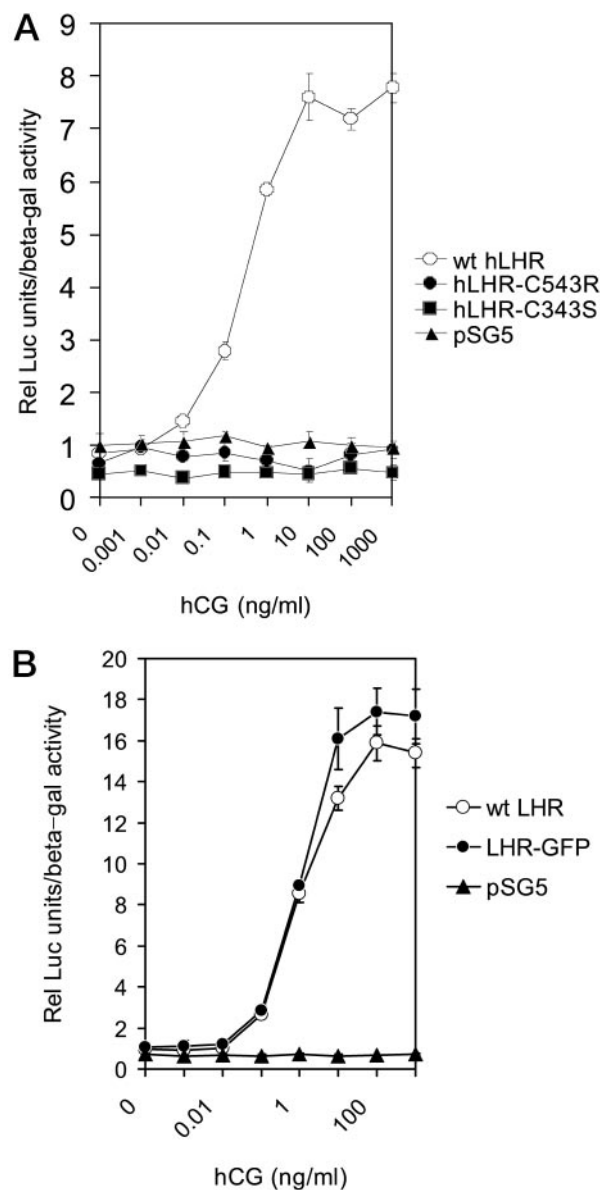 A
9
8
7
6
5
4
3
2
1
0
Rel Luc units/beta-gal activity
0
0.001
0.01
0.1
1
10
100
1000
hCG (ng/ml)
wt hLHR
hLHR-C543R
hLHR-C343S
pSG5
B
20
18
16
14
12
10
8
6
4
2
0
Rel Luc units/beta-gal activity
0
0.01
1
100
hCG (ng/ml)
wt LHR
LHR-GFP
pSG5